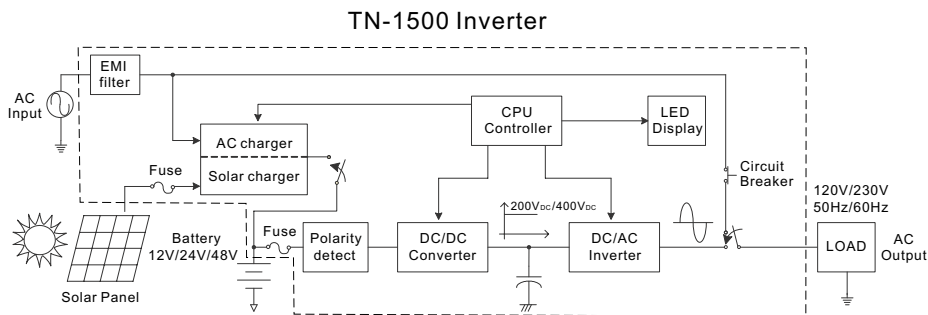 TN-1500 Inverter
EMI
filter
AC
Input
CPU
Controller
LED
Display
AC charger
Solar charger
Fuse
Circuit
Breaker
120V/230V
50Hz/60Hz
200VDC/400VDC
Fuse
Battery
12V/24V/48V
Polarity
detect
DC/DC
Converter
DC/AC
Inverter
LOAD
AC
Output
Solar Panel